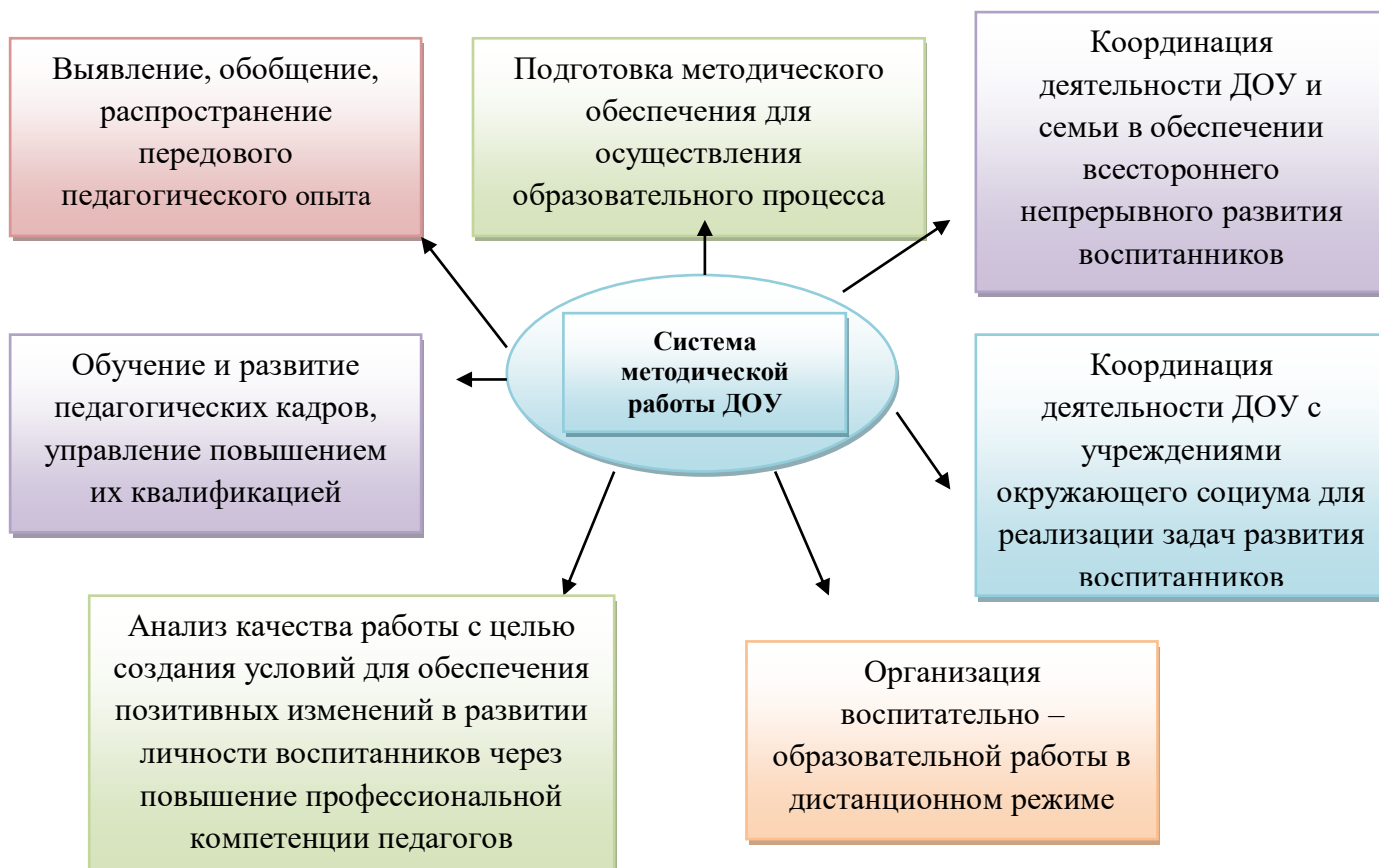 Выявление, обобщение,
распространение
передового
педагогического опыта
Подготовка методического
обеспечения для
осуществления
образовательного процесса
Координация
деятельности ДОУ и
семьи в обеспечении
всестороннего
непрерывного развития
воспитанников
Обучение и развитие
педагогических кадров,
управление повышением
их квалификацией
Система
методической
работы ДОУ
Координация
деятельности ДОУ с
учреждениями
окружающего социума для
реализации задач развития
воспитанников
Анализ качества работы с целью
создания условий для обеспечения
позитивных изменений в развитии
личности воспитанников через
повышение профессиональной
компетенции педагогов
Организация
воспитательно –
образовательной работы в
дистанционном режиме